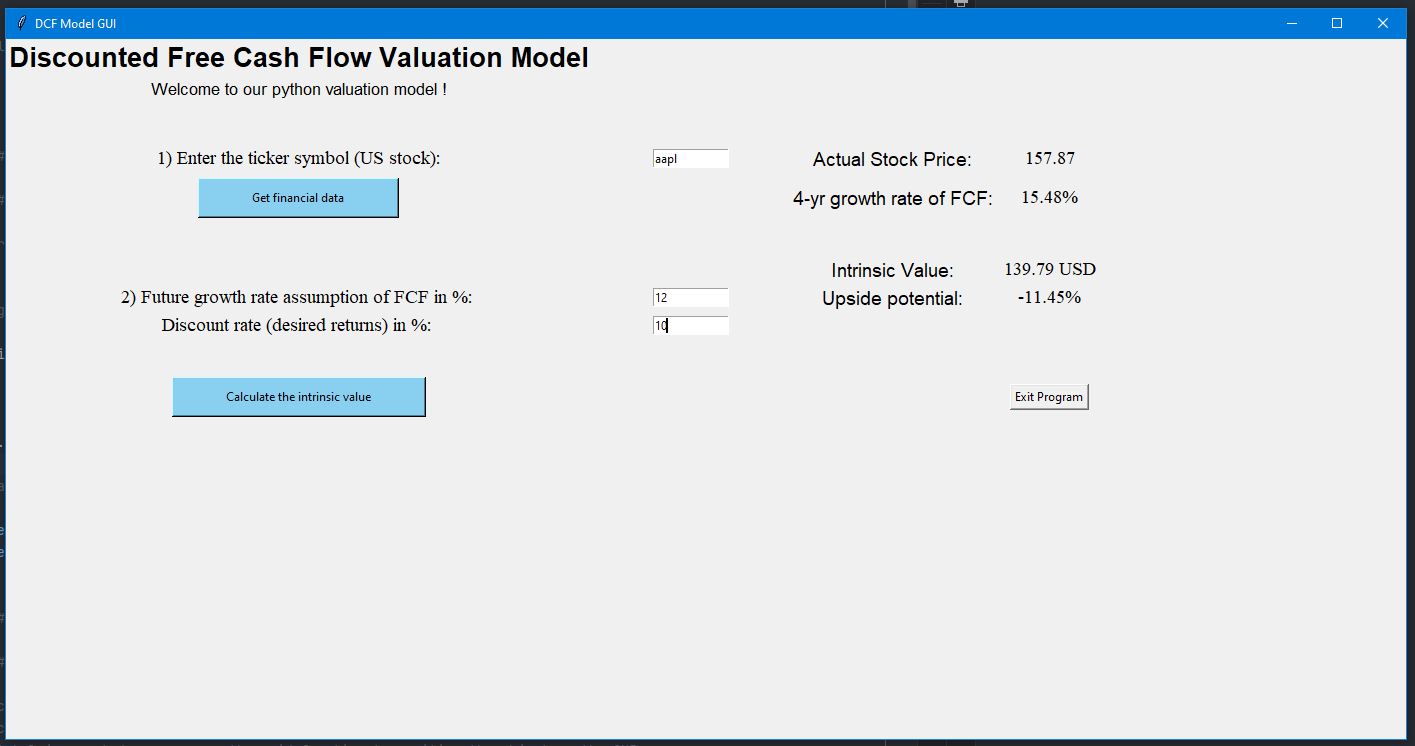 DCF Model GUI
Discounted Free Cash Flow Valuation Model
Welcome to our python valuation model !
1) Enter the ticker symbol (US stock):
aapl
Actual Stock Price:
157.87
Get financial data
4-yr growth rate of FCF:
15.48%
Intrinsic Value:
139.79 USD
2) Future growth rate assumption of FCF in %:
12
Upside potential:
-11.45%
Discount rate (desired returns) in %:
10
Calculate the intrinsic value
Exit Program